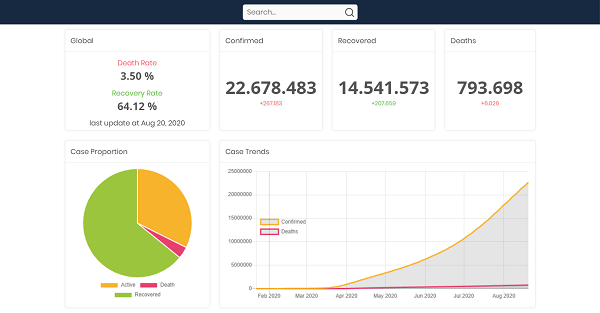 Search...
Global
Death Rate
3.50 %
Recovery Rate
64.12 %
last update at Aug 20, 2020
Confirmed
22.678.483
+267.183
Recovered
14.541.573
+207.659
Deaths
793.698
+6.029
Case Proportion
Active
Death
Recovered
Case Trends
25000000
20000000
15000000
10000000
5000000
0
Confirmed
Deaths
Feb 2020
Mar 2020
Apr 2020
May 2020
Jun 2020
Jul 2020
Aug 2020